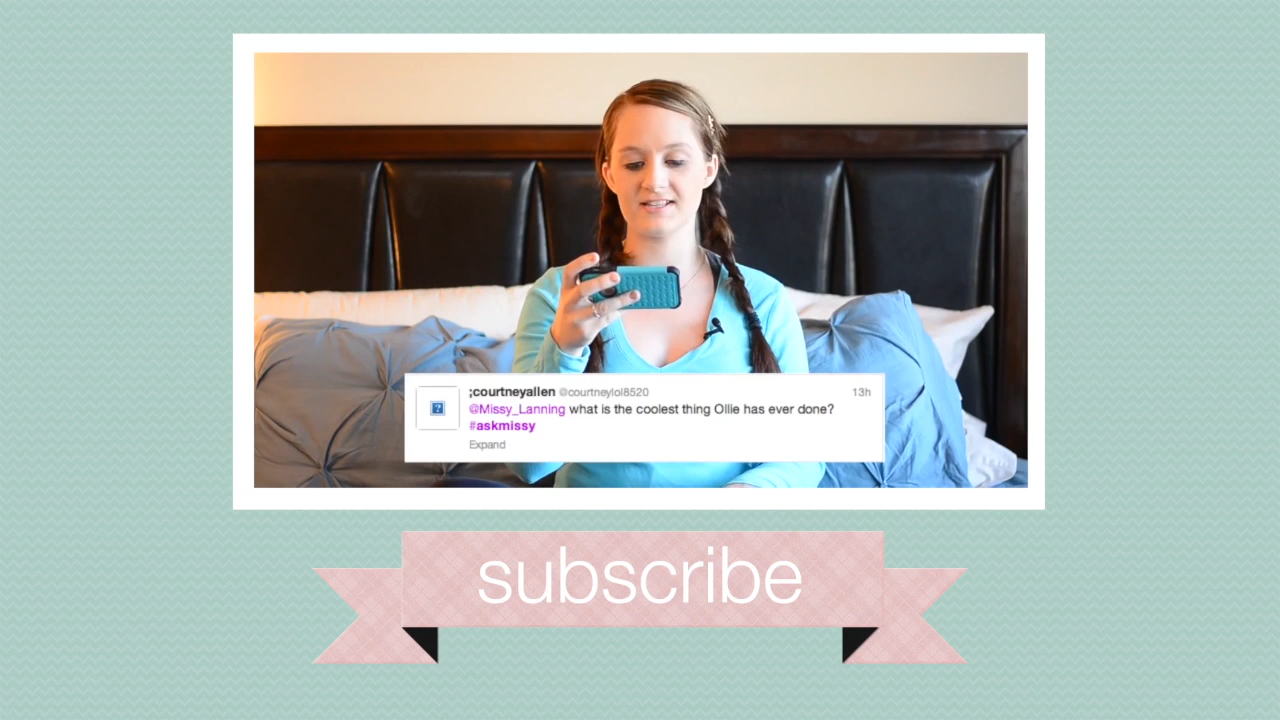 ;courtneyallen @courtneylol8520 13h
@Missy_Lanning what is the coolest thing Ollie has ever done?
#askmissy
Expand
subscribe